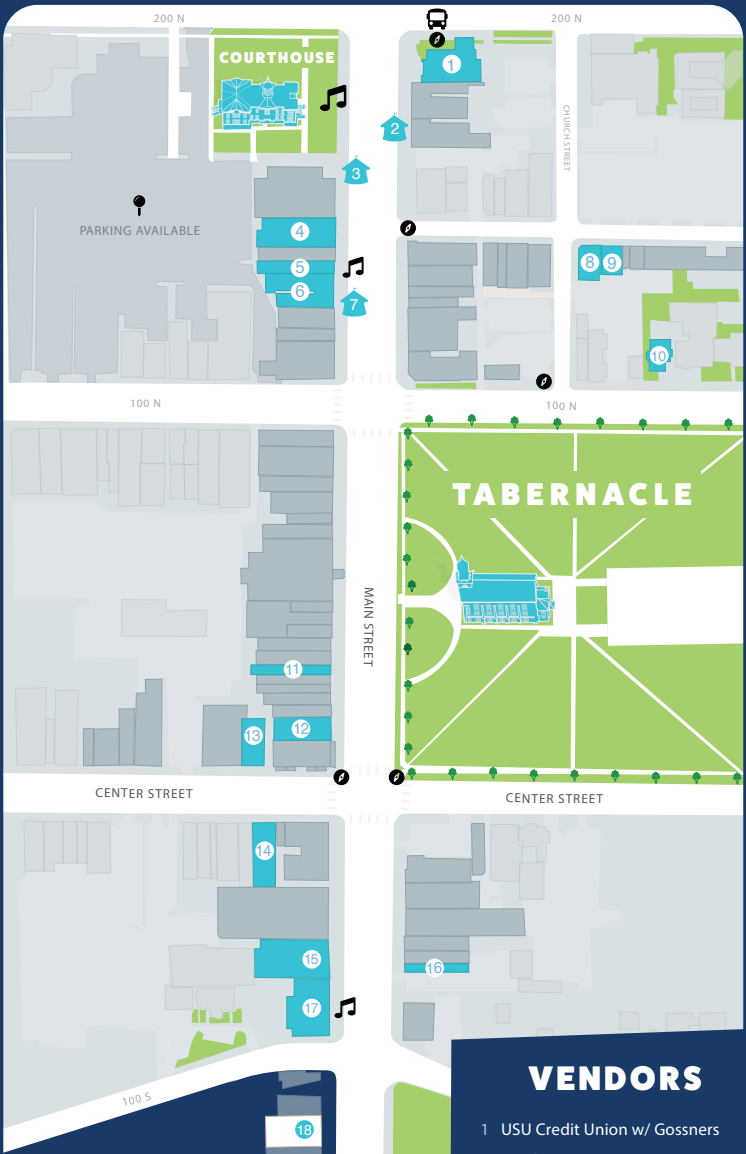 200 N
200 N
COURTHOUSE
1
2
CHURCH STREET
3
PARKING AVAILABLE
4
5
6
7
8
9
10
100 N
100 N
TABERNACLE
MAIN STREET
11
12
13
CENTER STREET
CENTER STREET
14
15
16
17
100 S
18
VENDORS
1 USU Credit Union w/ Gossners